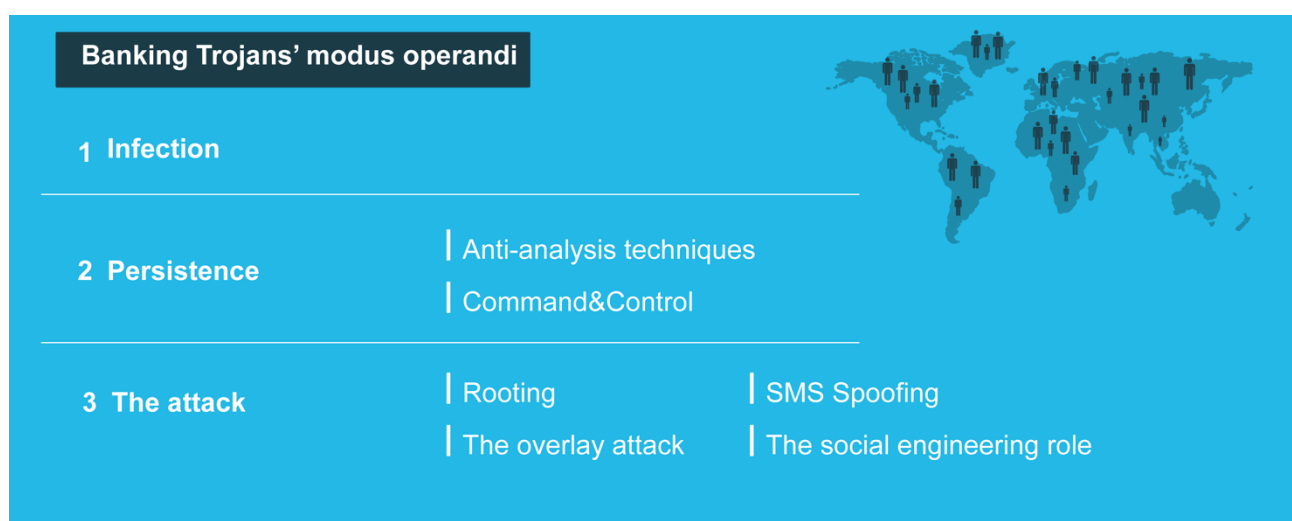 Banking Trojans’ modus operandi
1 Infection
2 Persistence
Anti-analysis techniques
Command&Control
3 The attack
Rooting
The overlay attack
SMS Spoofing
The social engineering role